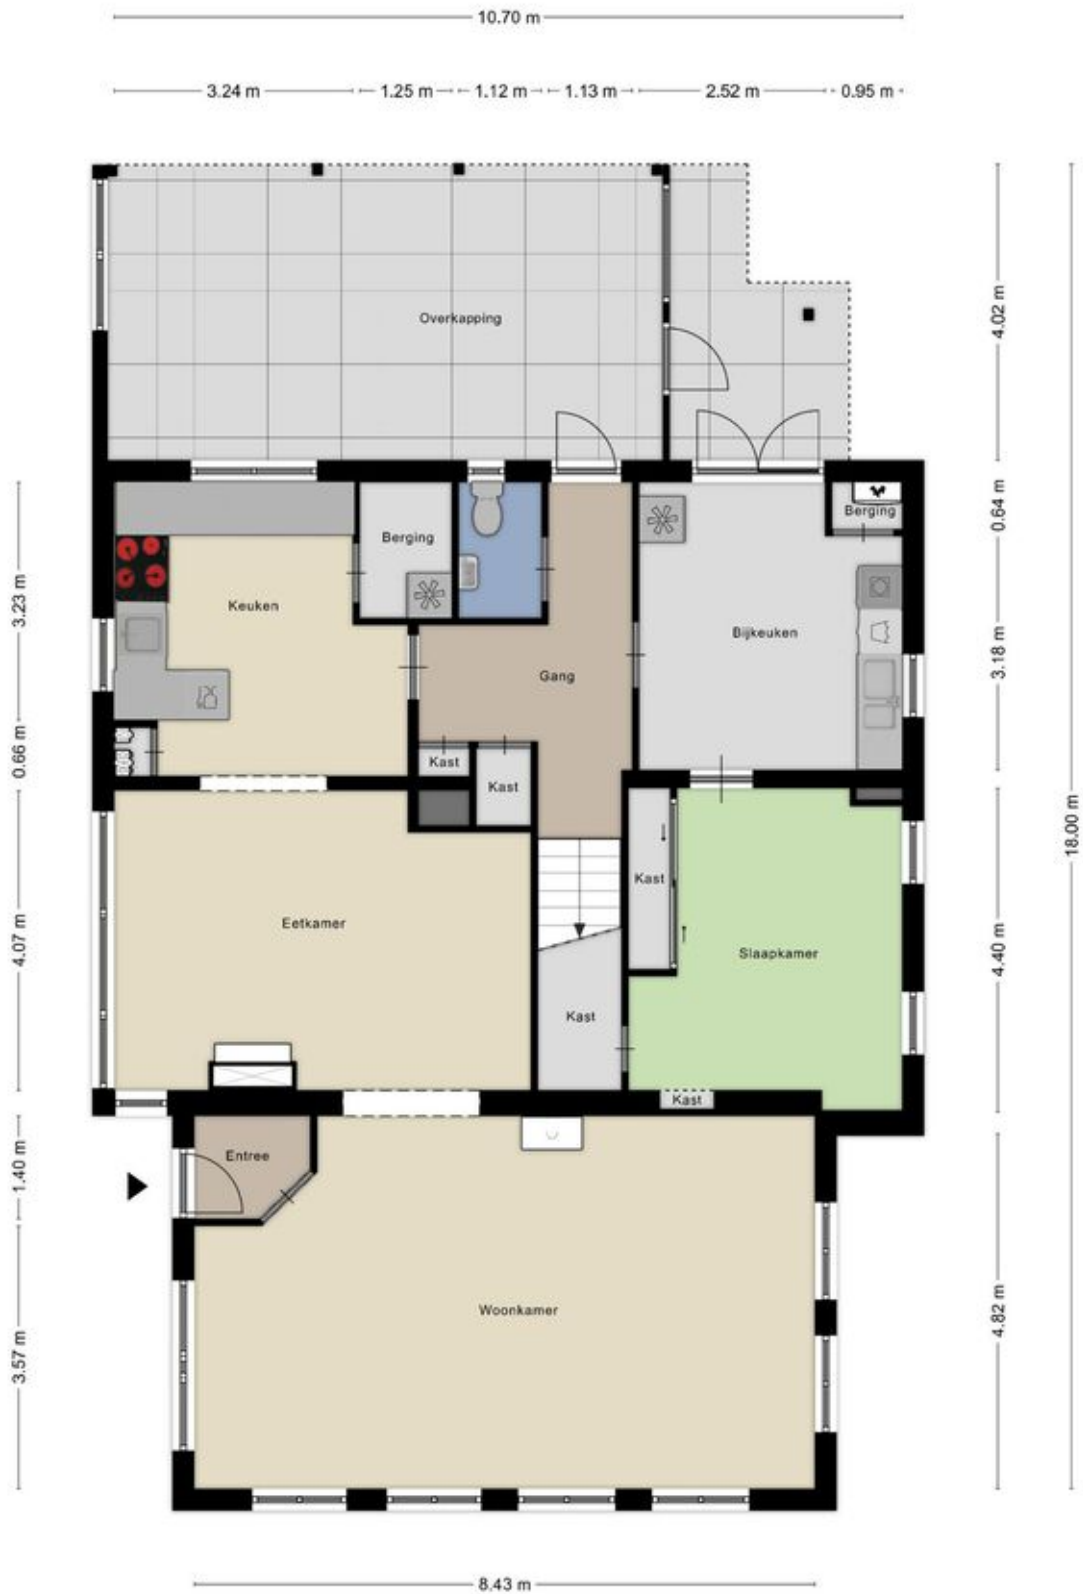 10.70 m
3.24 m
1.25 m
1.12 m
1.13 m
2.52 m
0.95 m
Overkapping
4.02 m
Berging
Berging
0.64 m
Keuken
3.23 m
Bijkeuken
3.18 m
Gang
0.66 m
Kast
Kast
18.00 m
Kast
Eetkamer
4.07 m
Slaapkamer
4.40 m
Kast
Kast
Entree
1.40 m
Woonkamer
4.82 m
3.57 m
8.43 m